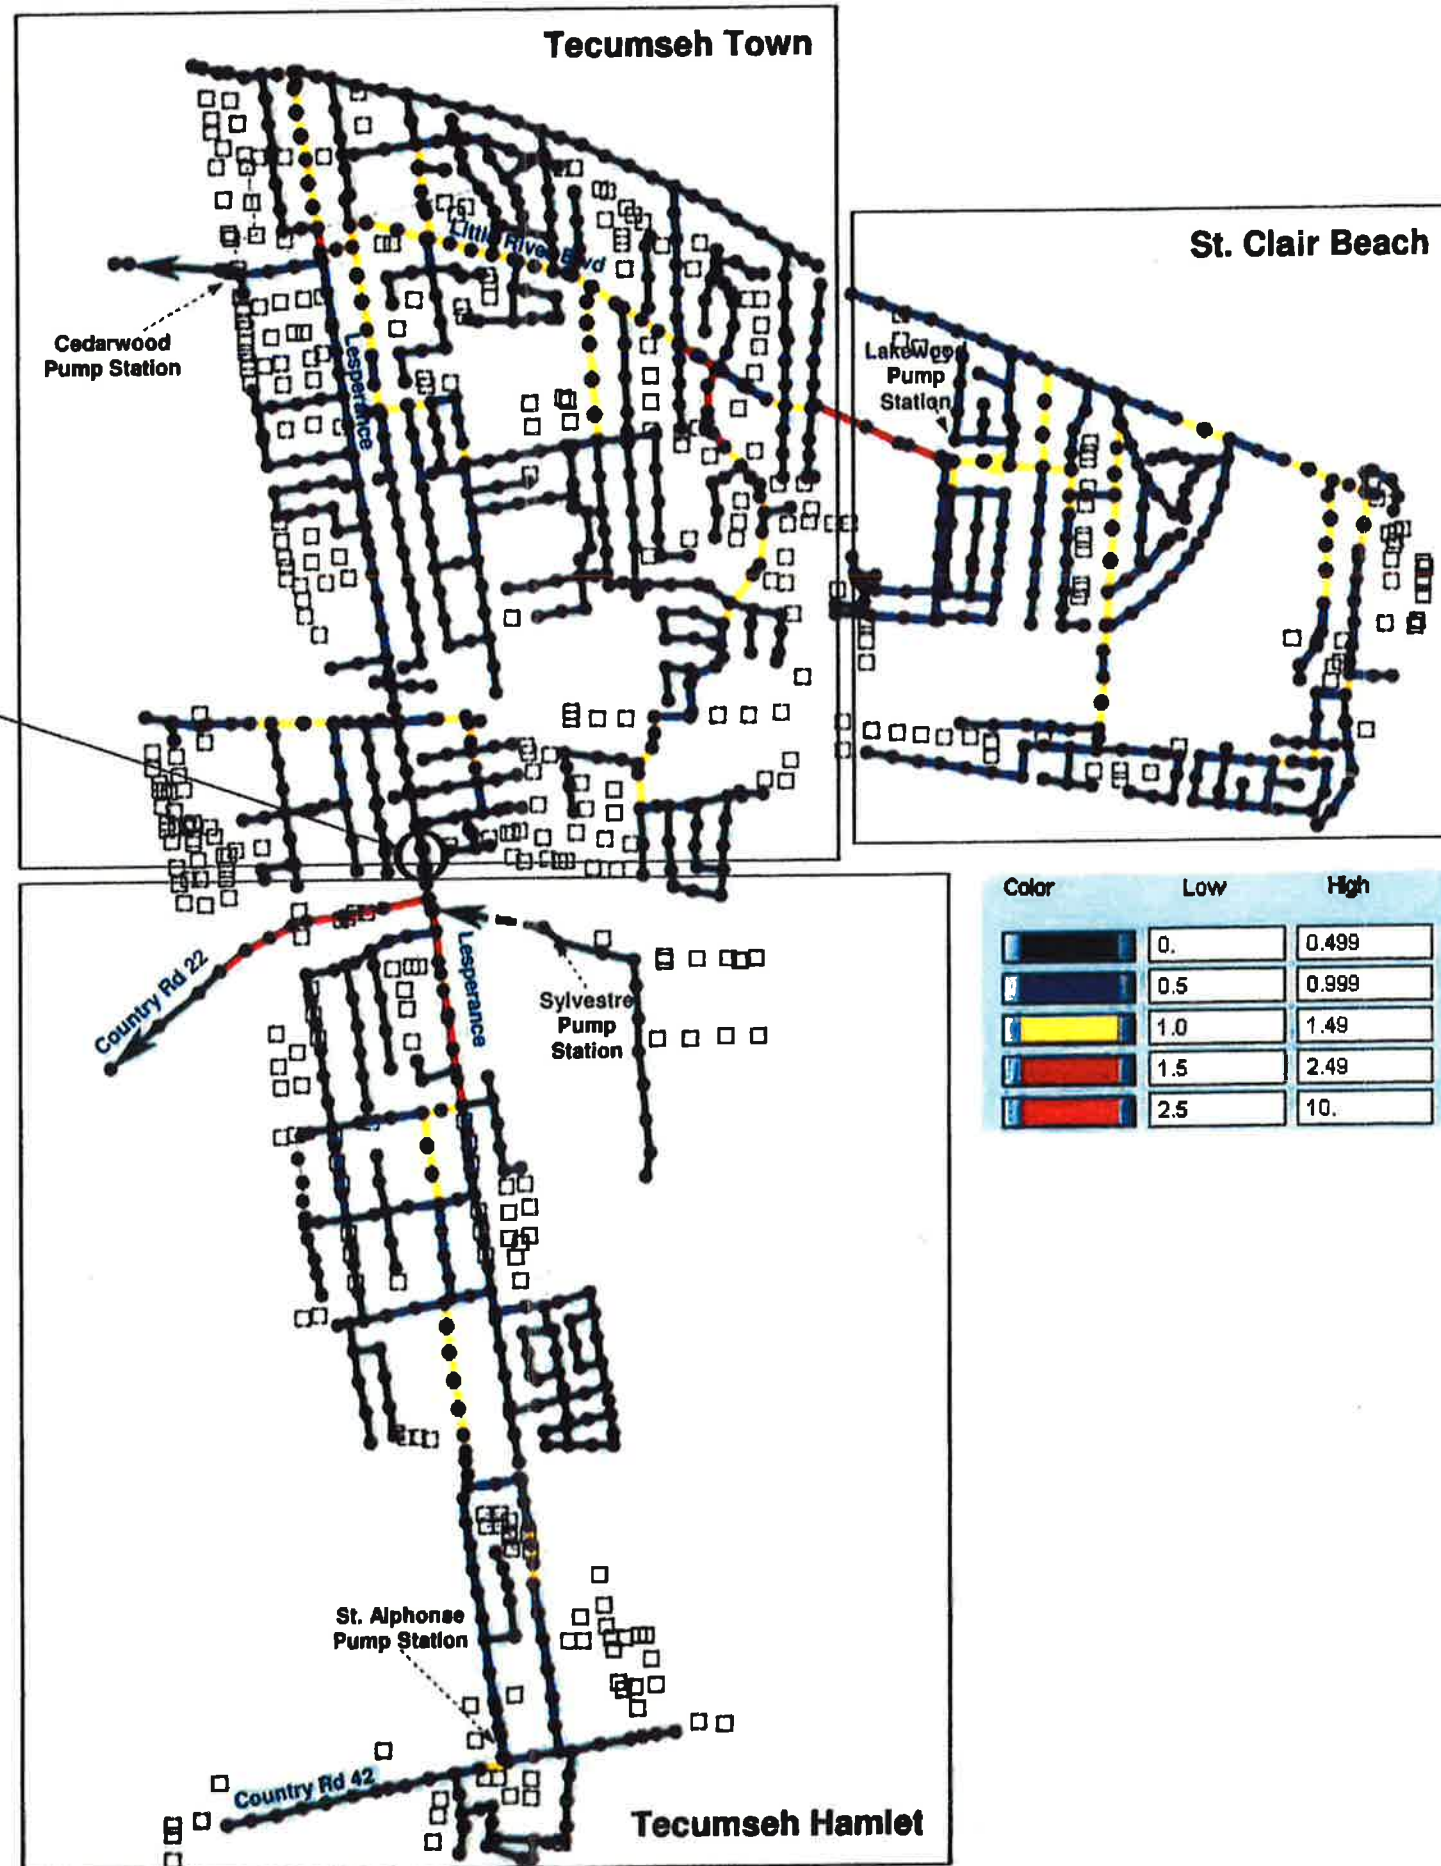 Tecumseh Town
St. Clair Beach
Little River Blvd
Cedarwood
Pump Station
Lesperance
Lakewood
Pump
Station
Color Low High
0. 0.499
0.5 0.999
1.0 1.49
1.5 2.49
2.5 10.
Country Rd 22
Lesperance
Sylvestre
Pump
Station
St. Alphonse
Pump Station
Country Rd 42
Tecumseh Hamlet